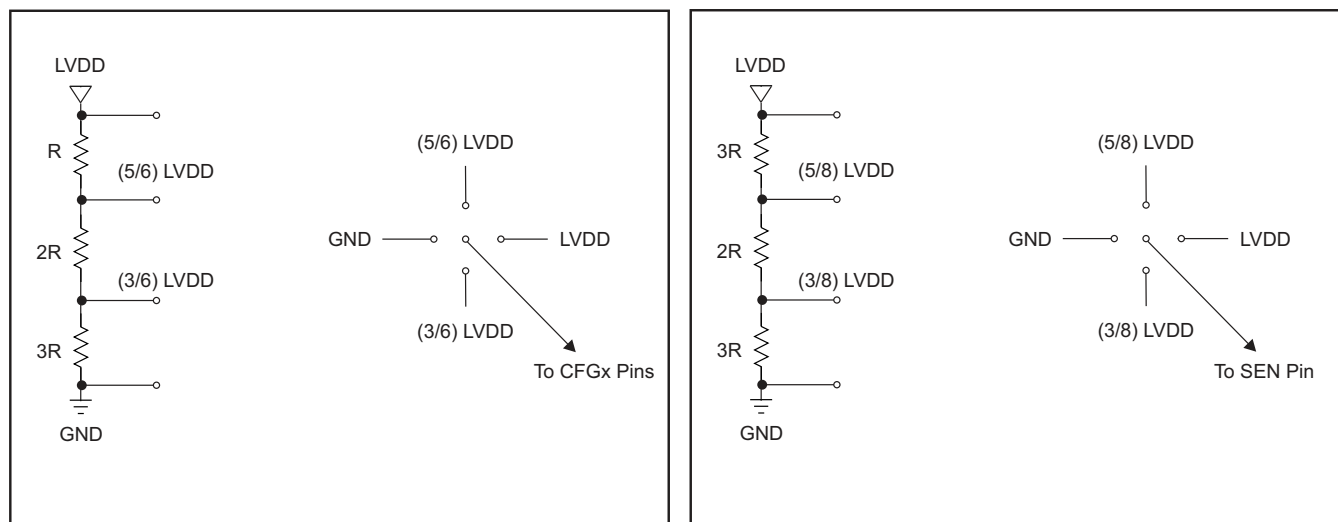 LVDD
R
(5/6) LVDD
2R
(3/6) LVDD
3R
GND
(5/6) LVDD
GND
LVDD
(3/6) LVDD
To CFGx Pins
LVDD
3R
(5/8) LVDD
2R
(3/8) LVDD
3R
GND
(5/8) LVDD
GND
LVDD
(3/8) LVDD
To SEN Pin